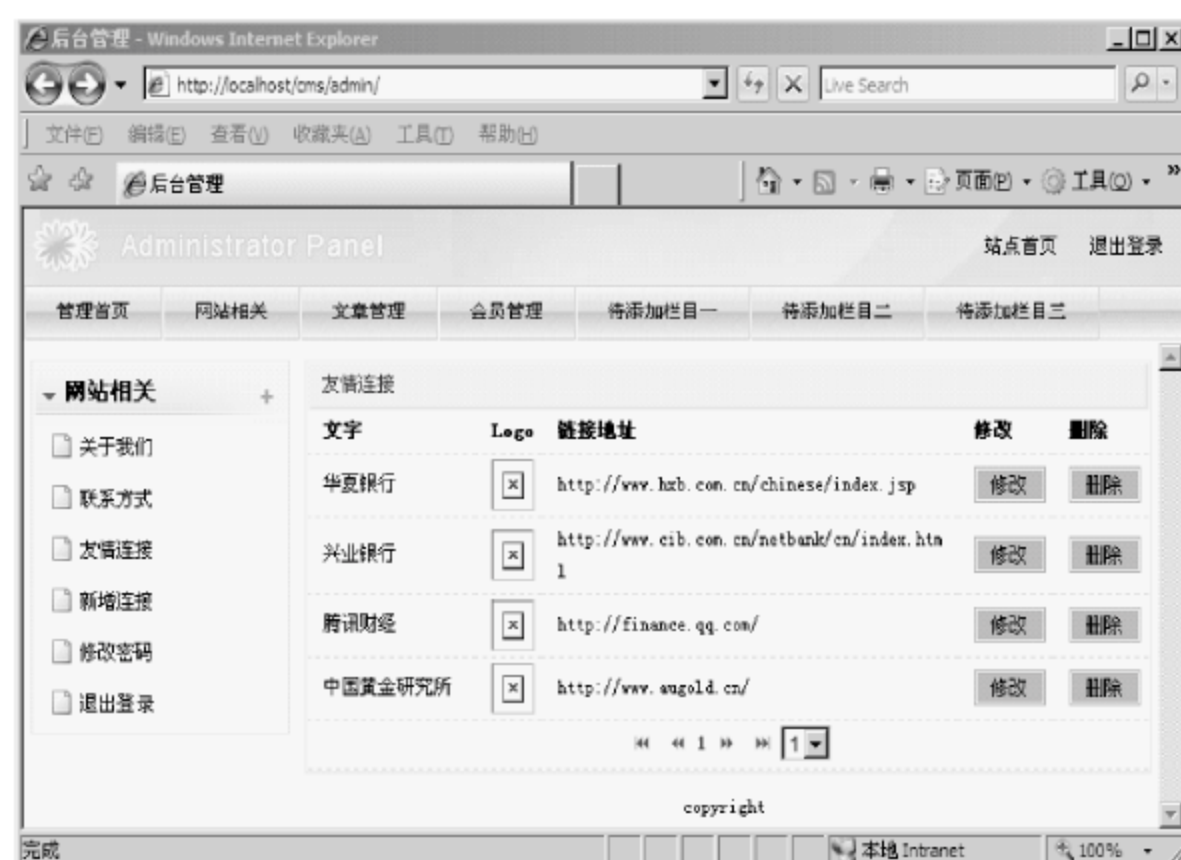 后台管理 - Windows Internet Explorer
http://localhost/cms/admin/
Live Search
文件(F) 编辑(E) 查看(V) 收藏夹(A) 工具(T) 帮助(H)
后台管理
页面(P) 工具(O) »
Administrator Panel
站点首页 退出登录
管理首页 网站相关 文章管理 会员管理 待添加栏目一 待添加栏目二 待添加栏目三
网站相关 +
关于我们
联系方式
友情连接
新增连接
修改密码
退出登录
友情连接
文字 Logo 链接地址 修改 删除
华夏银行 http://www.hxb.com.cn/chinese/index.jsp 修改 删除
兴业银行 http://www.cib.com.cn/netbank/cn/index.htm
l 修改 删除
腾讯财经 http://finance.qq.com/ 修改 删除
中国黄金研究所 http://www.augold.cn/ 修改 删除
1 1
copyright
完成 本地 Intranet 100%